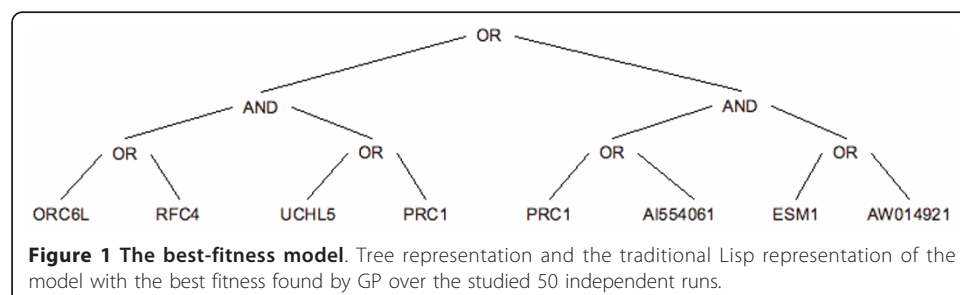 OR
AND AND
OR OR OR OR
ORC6L RFC4 UCHL5 PRC1 PRC1 AI554061 ESM1 AW014921
Figure 1 The best-fitness model. Tree representation and the traditional Lisp representation of the
model with the best fitness found by GP over the studied 50 independent runs.